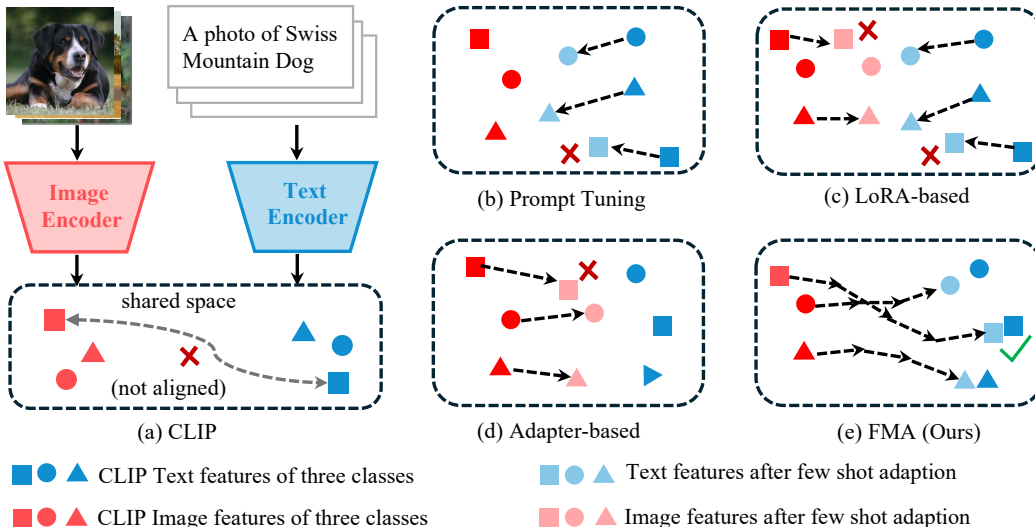 A photo of Swiss
Mountain Dog
Image
Encoder
Text
Encoder
shared space
(not aligned)
(a) CLIP
(b) Prompt Tuning
(c) LoRA-based
(d) Adapter-based
(e) FMA (Ours)
CLIP Text features of three classes
Text features after few shot adaption
CLIP Image features of three classes
Image features after few shot adaption